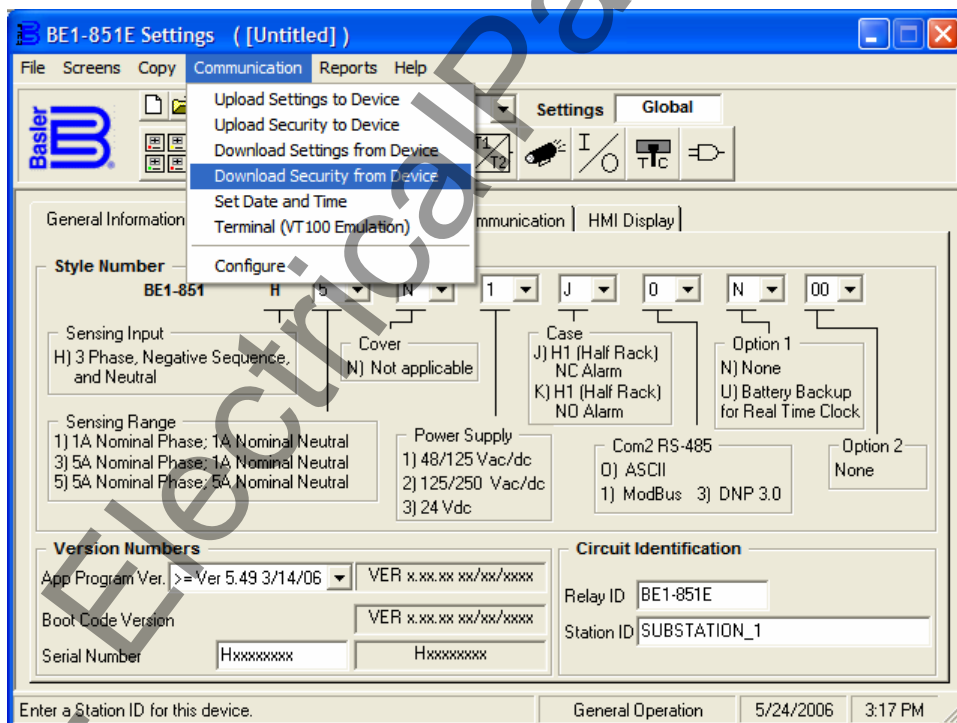 BE1-851E Settings ( [Untitled] )
File Screens Copy Communication Reports Help
Upload Settings to Device
Upload Security to Device
Download Settings from Device
Download Security from Device
Set Date and Time
Terminal (VT100 Emulation)
Configure
Basler
Settings Global
T1
T2
I
O
TTC
General Information
mmunication
HMI Display
Style Number
BE1-851 H 5 N 1 J 0 N 00
Sensing Input
H) 3 Phase, Negative Sequence,
and Neutral
Cover
N) Not applicable
Case
J) H1 (Half Rack)
NC Alarm
K) H1 (Half Rack)
NO Alarm
Option 1
N) None
U) Battery Backup
for Real Time Clock
Sensing Range
1) 1A Nominal Phase; 1A Nominal Neutral
3) 5A Nominal Phase; 1A Nominal Neutral
5) 5A Nominal Phase; 5A Nominal Neutral
Power Supply
1) 48/125 Vac/dc
2) 125/250 Vac/dc
3) 24 Vdc
Com2 RS-485
0) ASCII
1) ModBus 3) DNP 3.0
Option 2
None
Version Numbers
App Program Ver. >= Ver 5.49 3/14/06 VER x.xx.xx xx/xx/xxxx
Boot Code Version VER x.xx.xx xx/xx/xxxx
Serial Number Hxxxxxxxx Hxxxxxxxx
Circuit Identification
Relay ID BE1-851E
Station ID SUBSTATION_1
Enter a Station ID for this device. General Operation 5/24/2006 3:17 PM